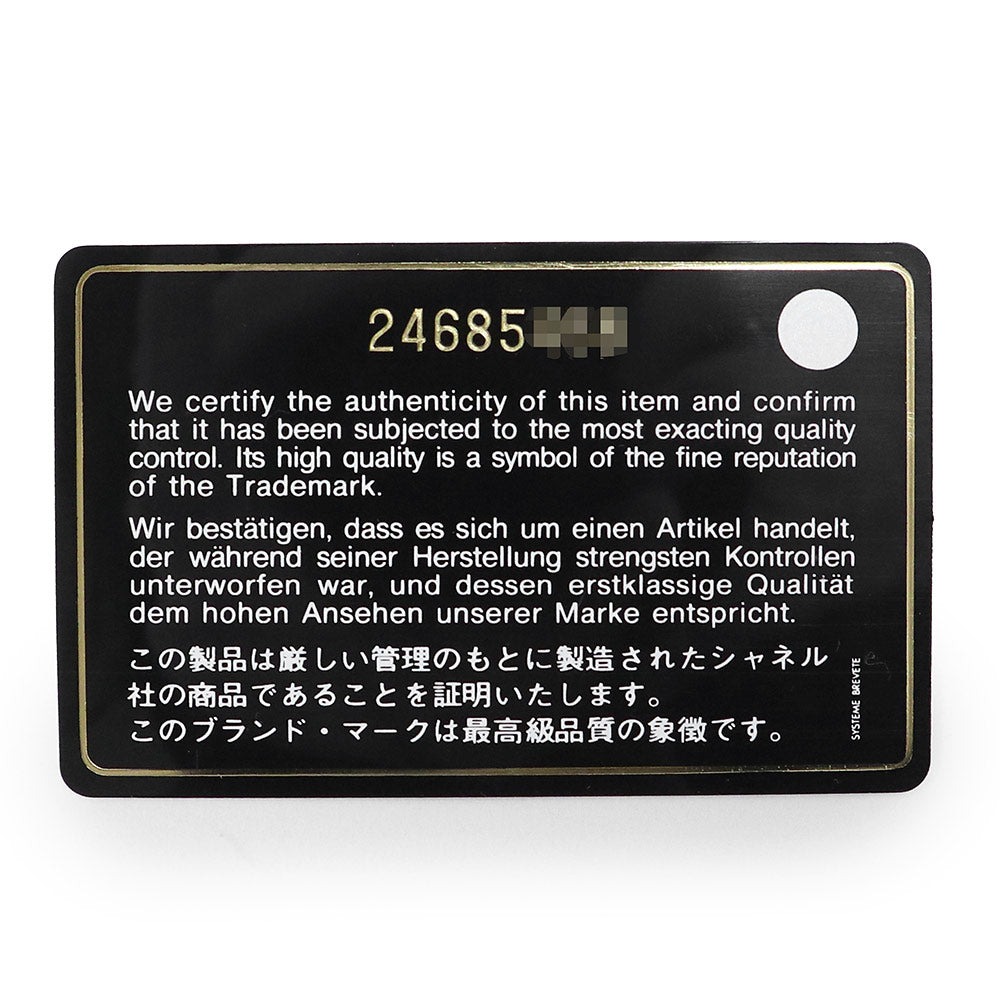 24685
We certify the authenticity of this item and confirm
that it has been subjected to the most exacting quality
control. Its high quality is a symbol of the fine reputation
of the Trademark.
Wir bestätigen, dass es sich um einen Artikel handelt,
der während seiner Herstellung strengsten Kontrollen
unterworfen war, und dessen erstklassige Qualität
dem hohen Ansehen unserer Marke entspricht.
この製品は厳しい管理のもとに製造されたシャネル
社の商品であることを証明いたします。
このブランド・マークは最高級品質の象徴です。
SYSTEME BREVETE